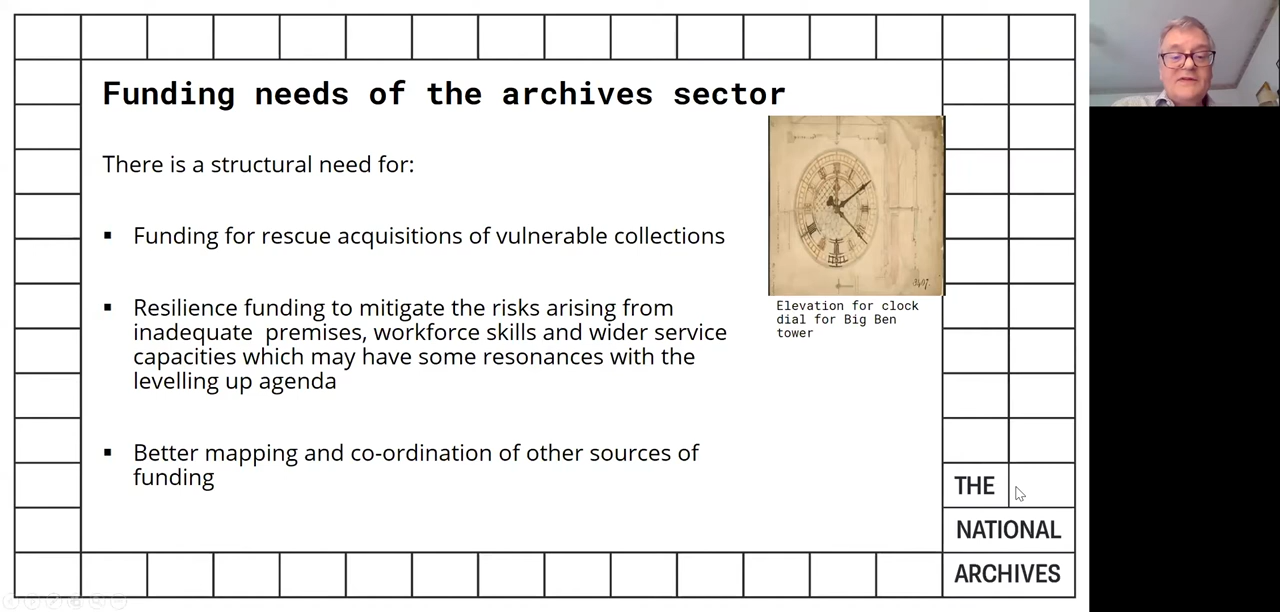 Funding needs of the archives sector
There is a structural need for:
▪ Funding for rescue acquisitions of vulnerable collections
▪ Resilience funding to mitigate the risks arising from
inadequate  premises, workforce skills and wider service
capacities which may have some resonances with the
levelling up agenda
▪ Better mapping and co-ordination of other sources of
funding
Elevation for clock
dial for Big Ben
tower
THE
NATIONAL
ARCHIVES